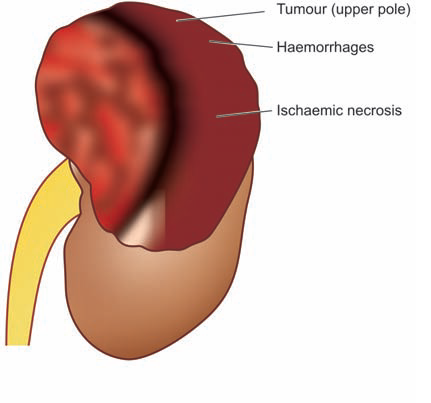 Tumour (upper pole)
Haemorrhages
Ischaemic necrosis